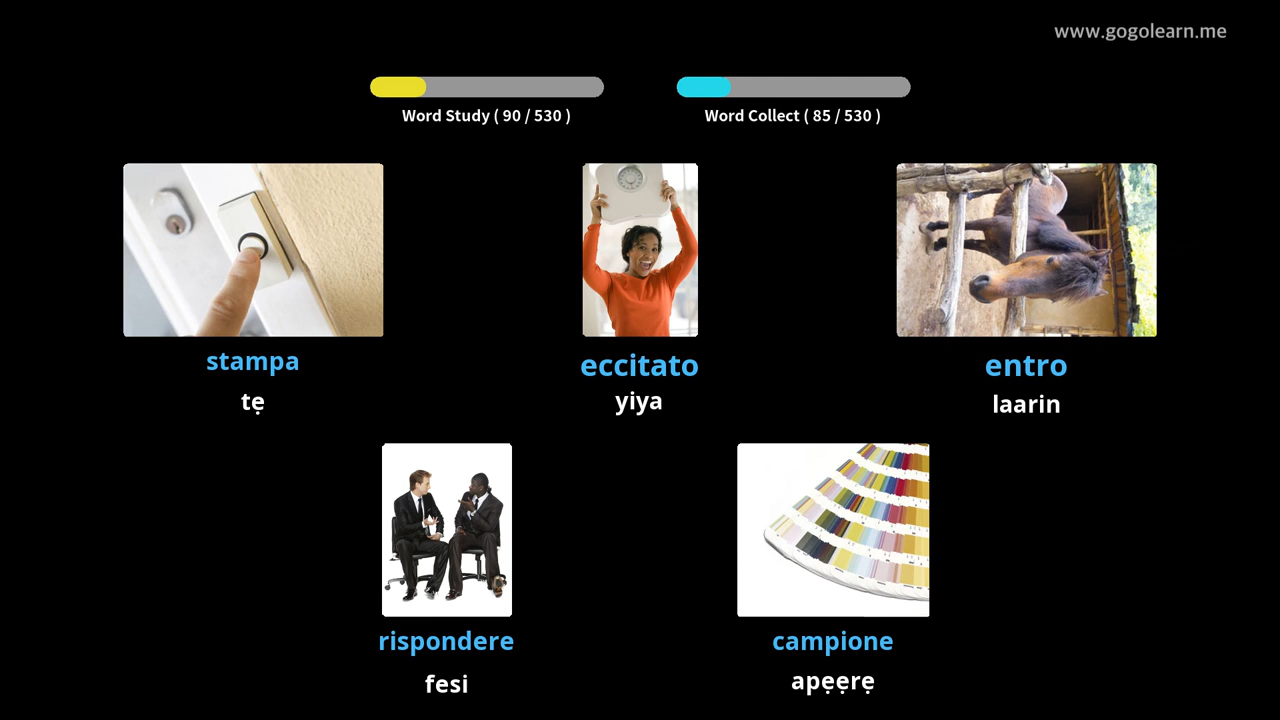 www.gogolearn.me
Word Study ( 90 / 530 )
Word Collect ( 85 / 530 )
stampa
tẹ
eccitato
yiya
entro
laarin
rispondere
fesi
campione
apẹẹrẹ